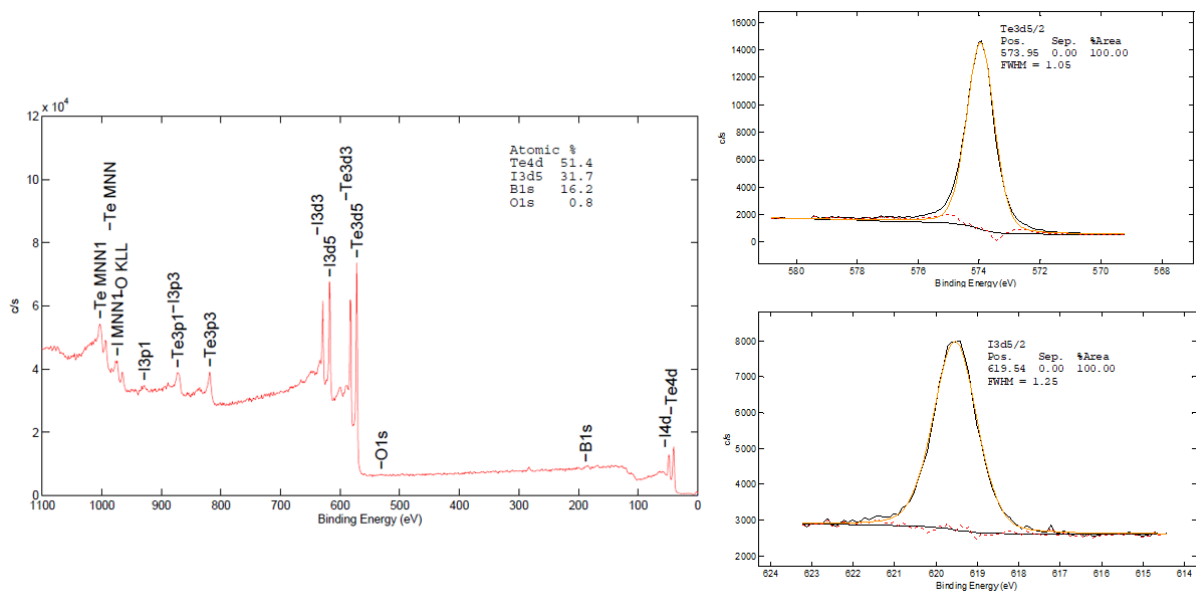 x 10^4
12
10
8
6
4
2
0
c/s
Atomic %
Te4d 51.4
I3d5 31.7
B1s 16.2
O1s 0.8
Te MNN1
Te MNN
I MNN1
O KLL
I3p1
Te3p1
I3p3
Te3p3
I3d3
I3d5
Te3d3
Te3d5
O1s
B1s
I4d
Te4d
1100 1000 900 800 700 600 500 400 300 200 100 0
Binding Energy (eV)
16000
14000
12000
10000
8000
6000
4000
2000
0
c/s
Te3d5/2
Pos. Sep. %Area
573.95 0.00 100.00
FWHM = 1.05
580 578 576 574 572 570 568
Binding Energy (eV)
8000
7000
6000
5000
4000
3000
2000
c/s
I3d5/2
Pos. Sep. %Area
619.54 0.00 100.00
FWHM = 1.25
624 623 622 621 620 619 618 617 616 615 614
Binding Energy (eV)